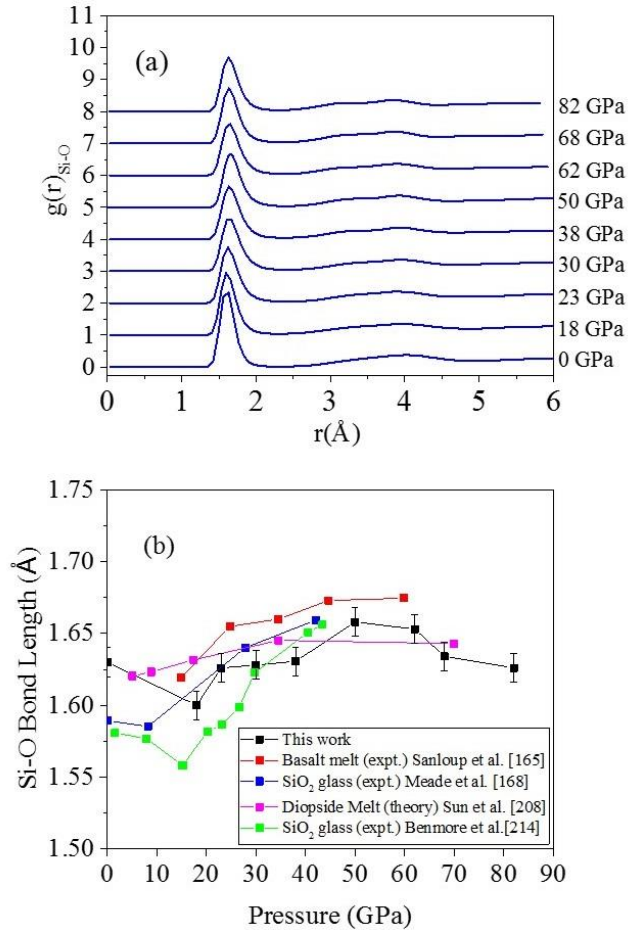 11
10
9
8
7
6
5
4
3
2
1
0
g(r)Si-O
(a)
82 GPa
68 GPa
62 GPa
50 GPa
38 GPa
30 GPa
23 GPa
18 GPa
0 GPa
0 1 2 3 4 5 6
r(Å)
1.75
1.70
1.65
1.60
1.55
1.50
Si-O Bond Length (Å)
(b)
This work
Basalt melt (expt.) Sanloup et al. [165]
SiO₂ glass (expt.) Meade et al. [168]
Diopside Melt (theory) Sun et al. [208]
SiO₂ glass (expt.) Benmore et al.[214]
0 10 20 30 40 50 60 70 80 90
Pressure (GPa)